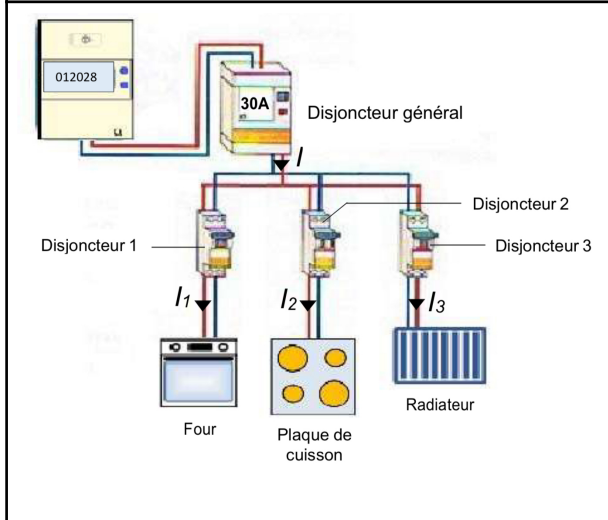 012028
30A
Disjoncteur général
I
Disjoncteur 2
Disjoncteur 1
Disjoncteur 3
I1
I2
I3
Four
Plaque de
cuisson
Radiateur